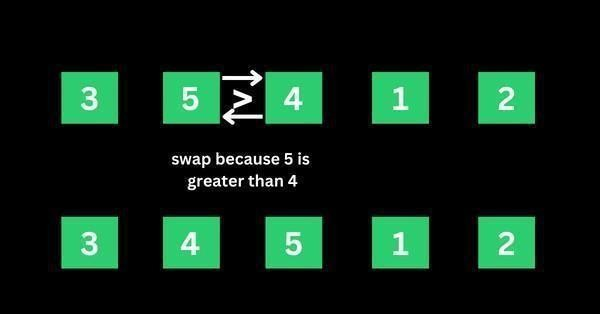 3 5 > 4 1 2
swap because 5 is
greater than 4
3 4 5 1 2